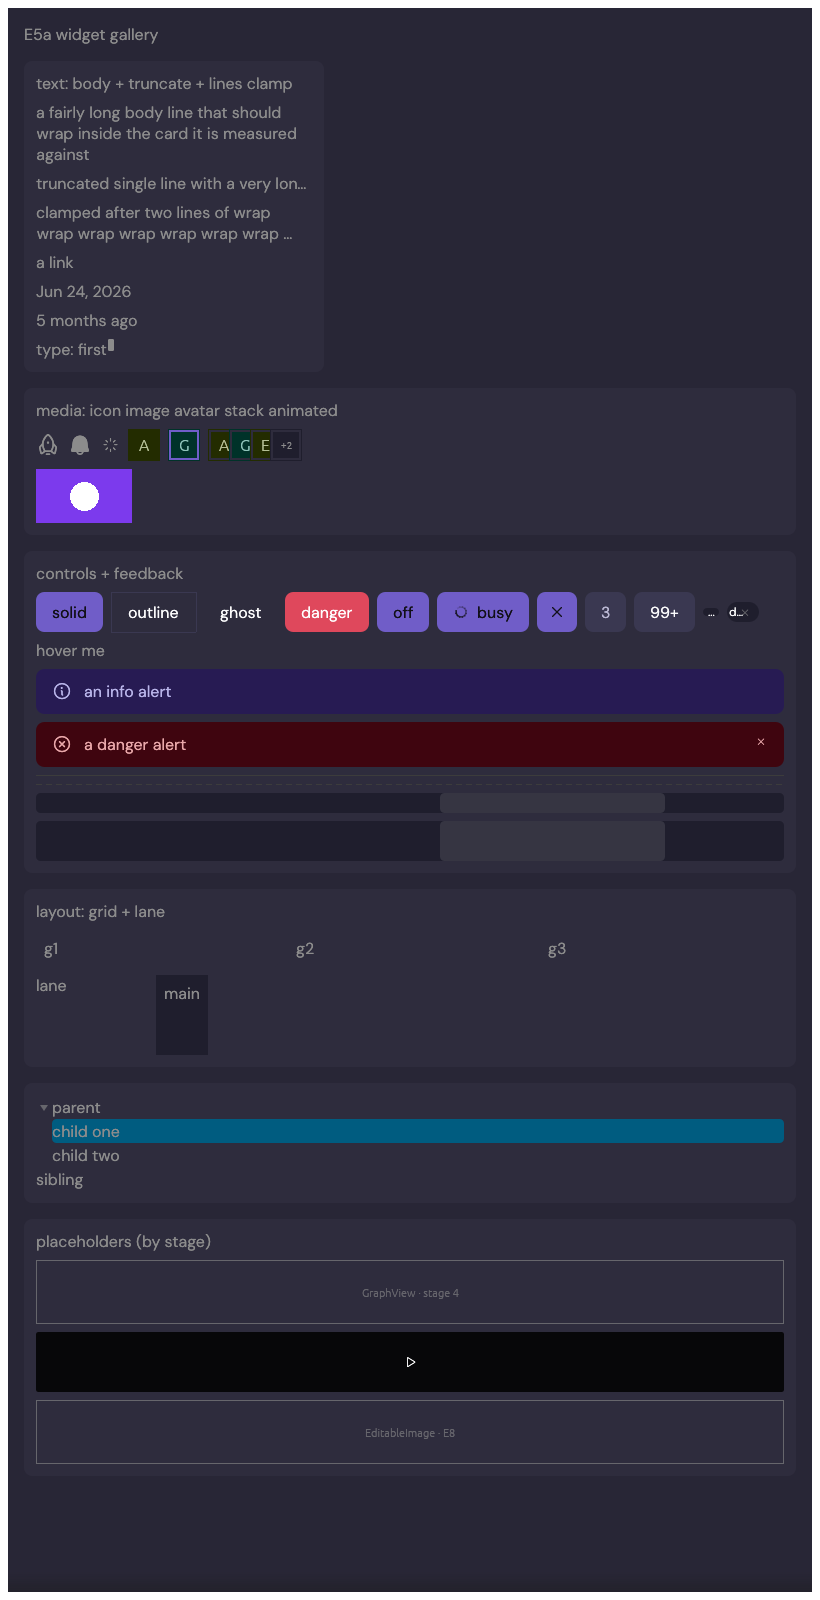 E5a widget gallery
text: body + truncate + lines clamp
a fairly long body line that should
wrap inside the card it is measured
against
truncated single line with a very lon...
clamped after two lines of wrap
wrap wrap wrap wrap wrap wrap ...
a link
Jun 24, 2026
5 months ago
type: first
media: icon image avatar stack animated
A G A G E +2
controls + feedback
solid outline ghost danger off busy 3 99+ ... d...
hover me
an info alert
a danger alert
layout: grid + lane
g1 g2 g3
lane main
parent
child one
child two
sibling
placeholders (by stage)
GraphView · stage 4
EditableImage · E8